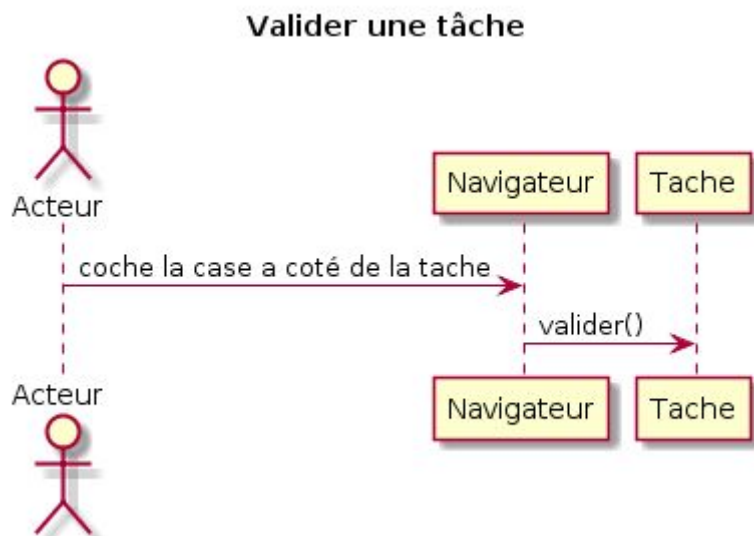 Valider une tâche
Acteur
Navigateur
Tache
coche la case a coté de la tache
valider()
Acteur
Navigateur
Tache